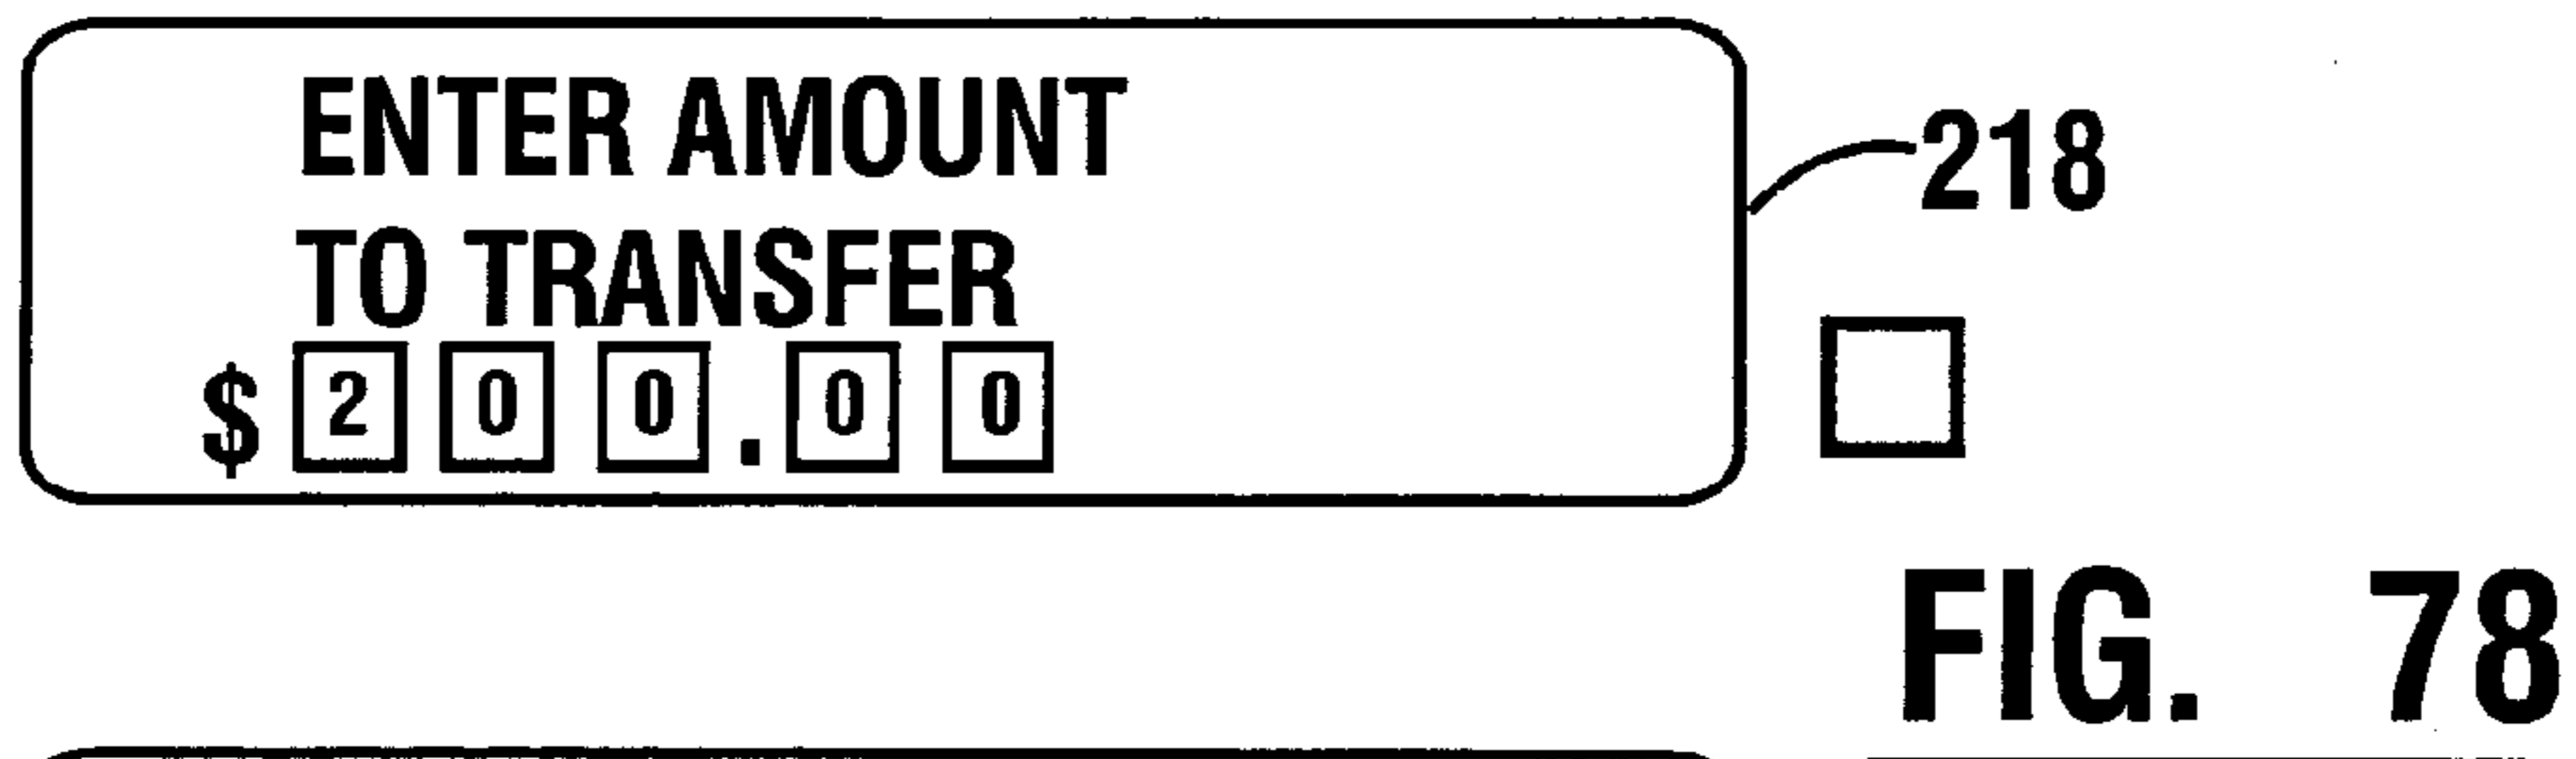 ENTER AMOUNT
TO TRANSFER
$ 2 0 0 . 0 0
218
FIG. 78